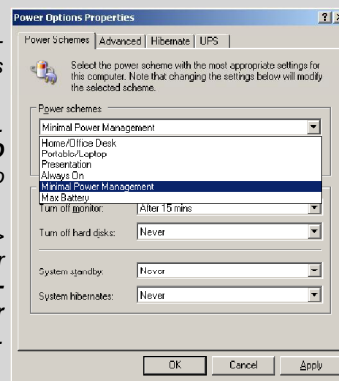 Power Options Properties
Power Schemes Advanced Hibernate UPS
Select the power scheme with the most appropriate settings for
this computer. Note that changing the settings below will modify
the selected scheme.
Power schemes
Minimal Power Management
Home/Office Desk
Portable/Laptop
Presentation
Always On
Minimal Power Management
Max Battery
Turn off monitor: After 15 mins
Turn off hard disks: Never
System standby: Never
System hibernates: Never
OK Cancel Apply